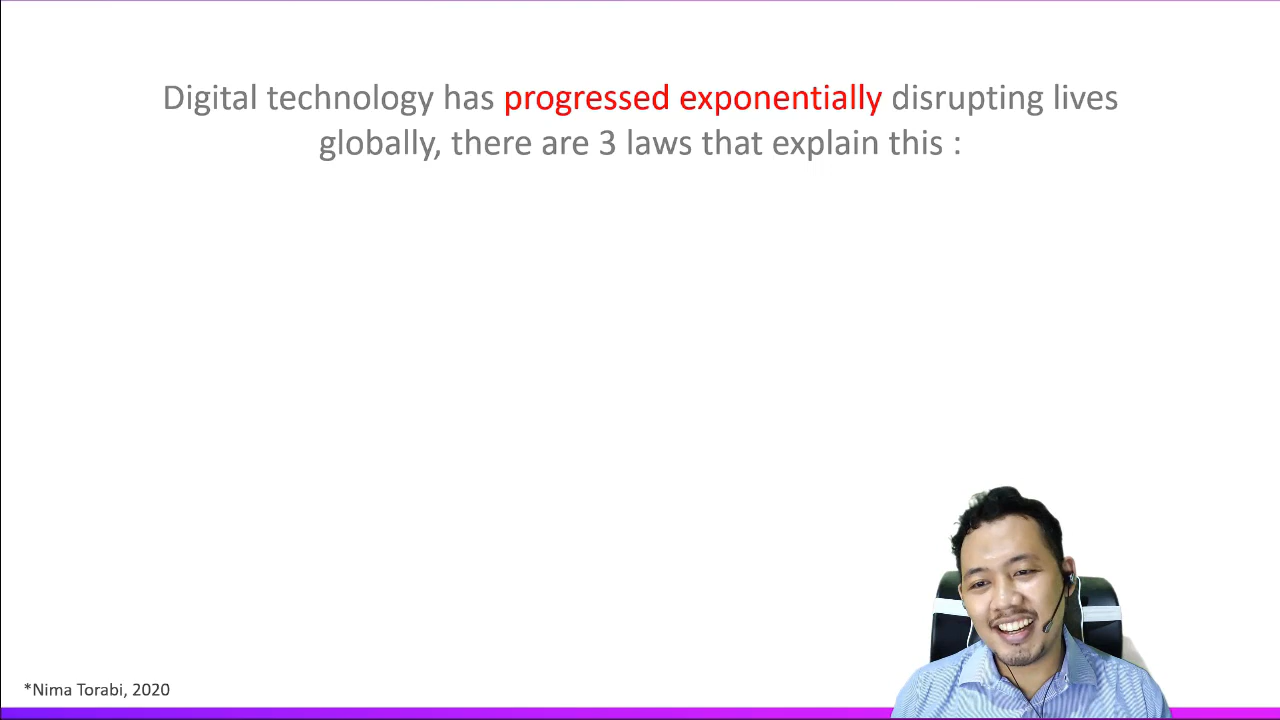 Digital technology has progressed exponentially disrupting lives
globally, there are 3 laws that explain this :
*Nima Torabi, 2020